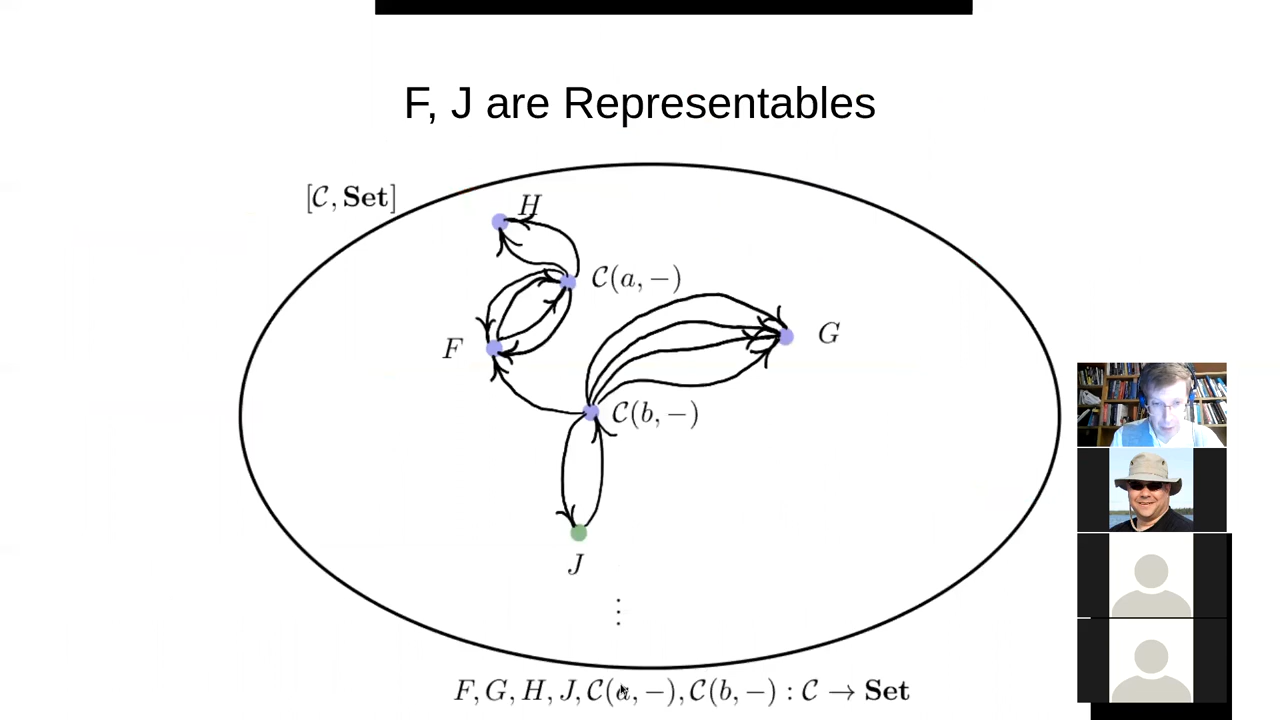 F, J are Representables
[𝒞, Set]
H
𝒞(a, −)
F
G
𝒞(b, −)
J
⋮
F, G, H, J, 𝒞(a, −), 𝒞(b, −) : 𝒞 → Set